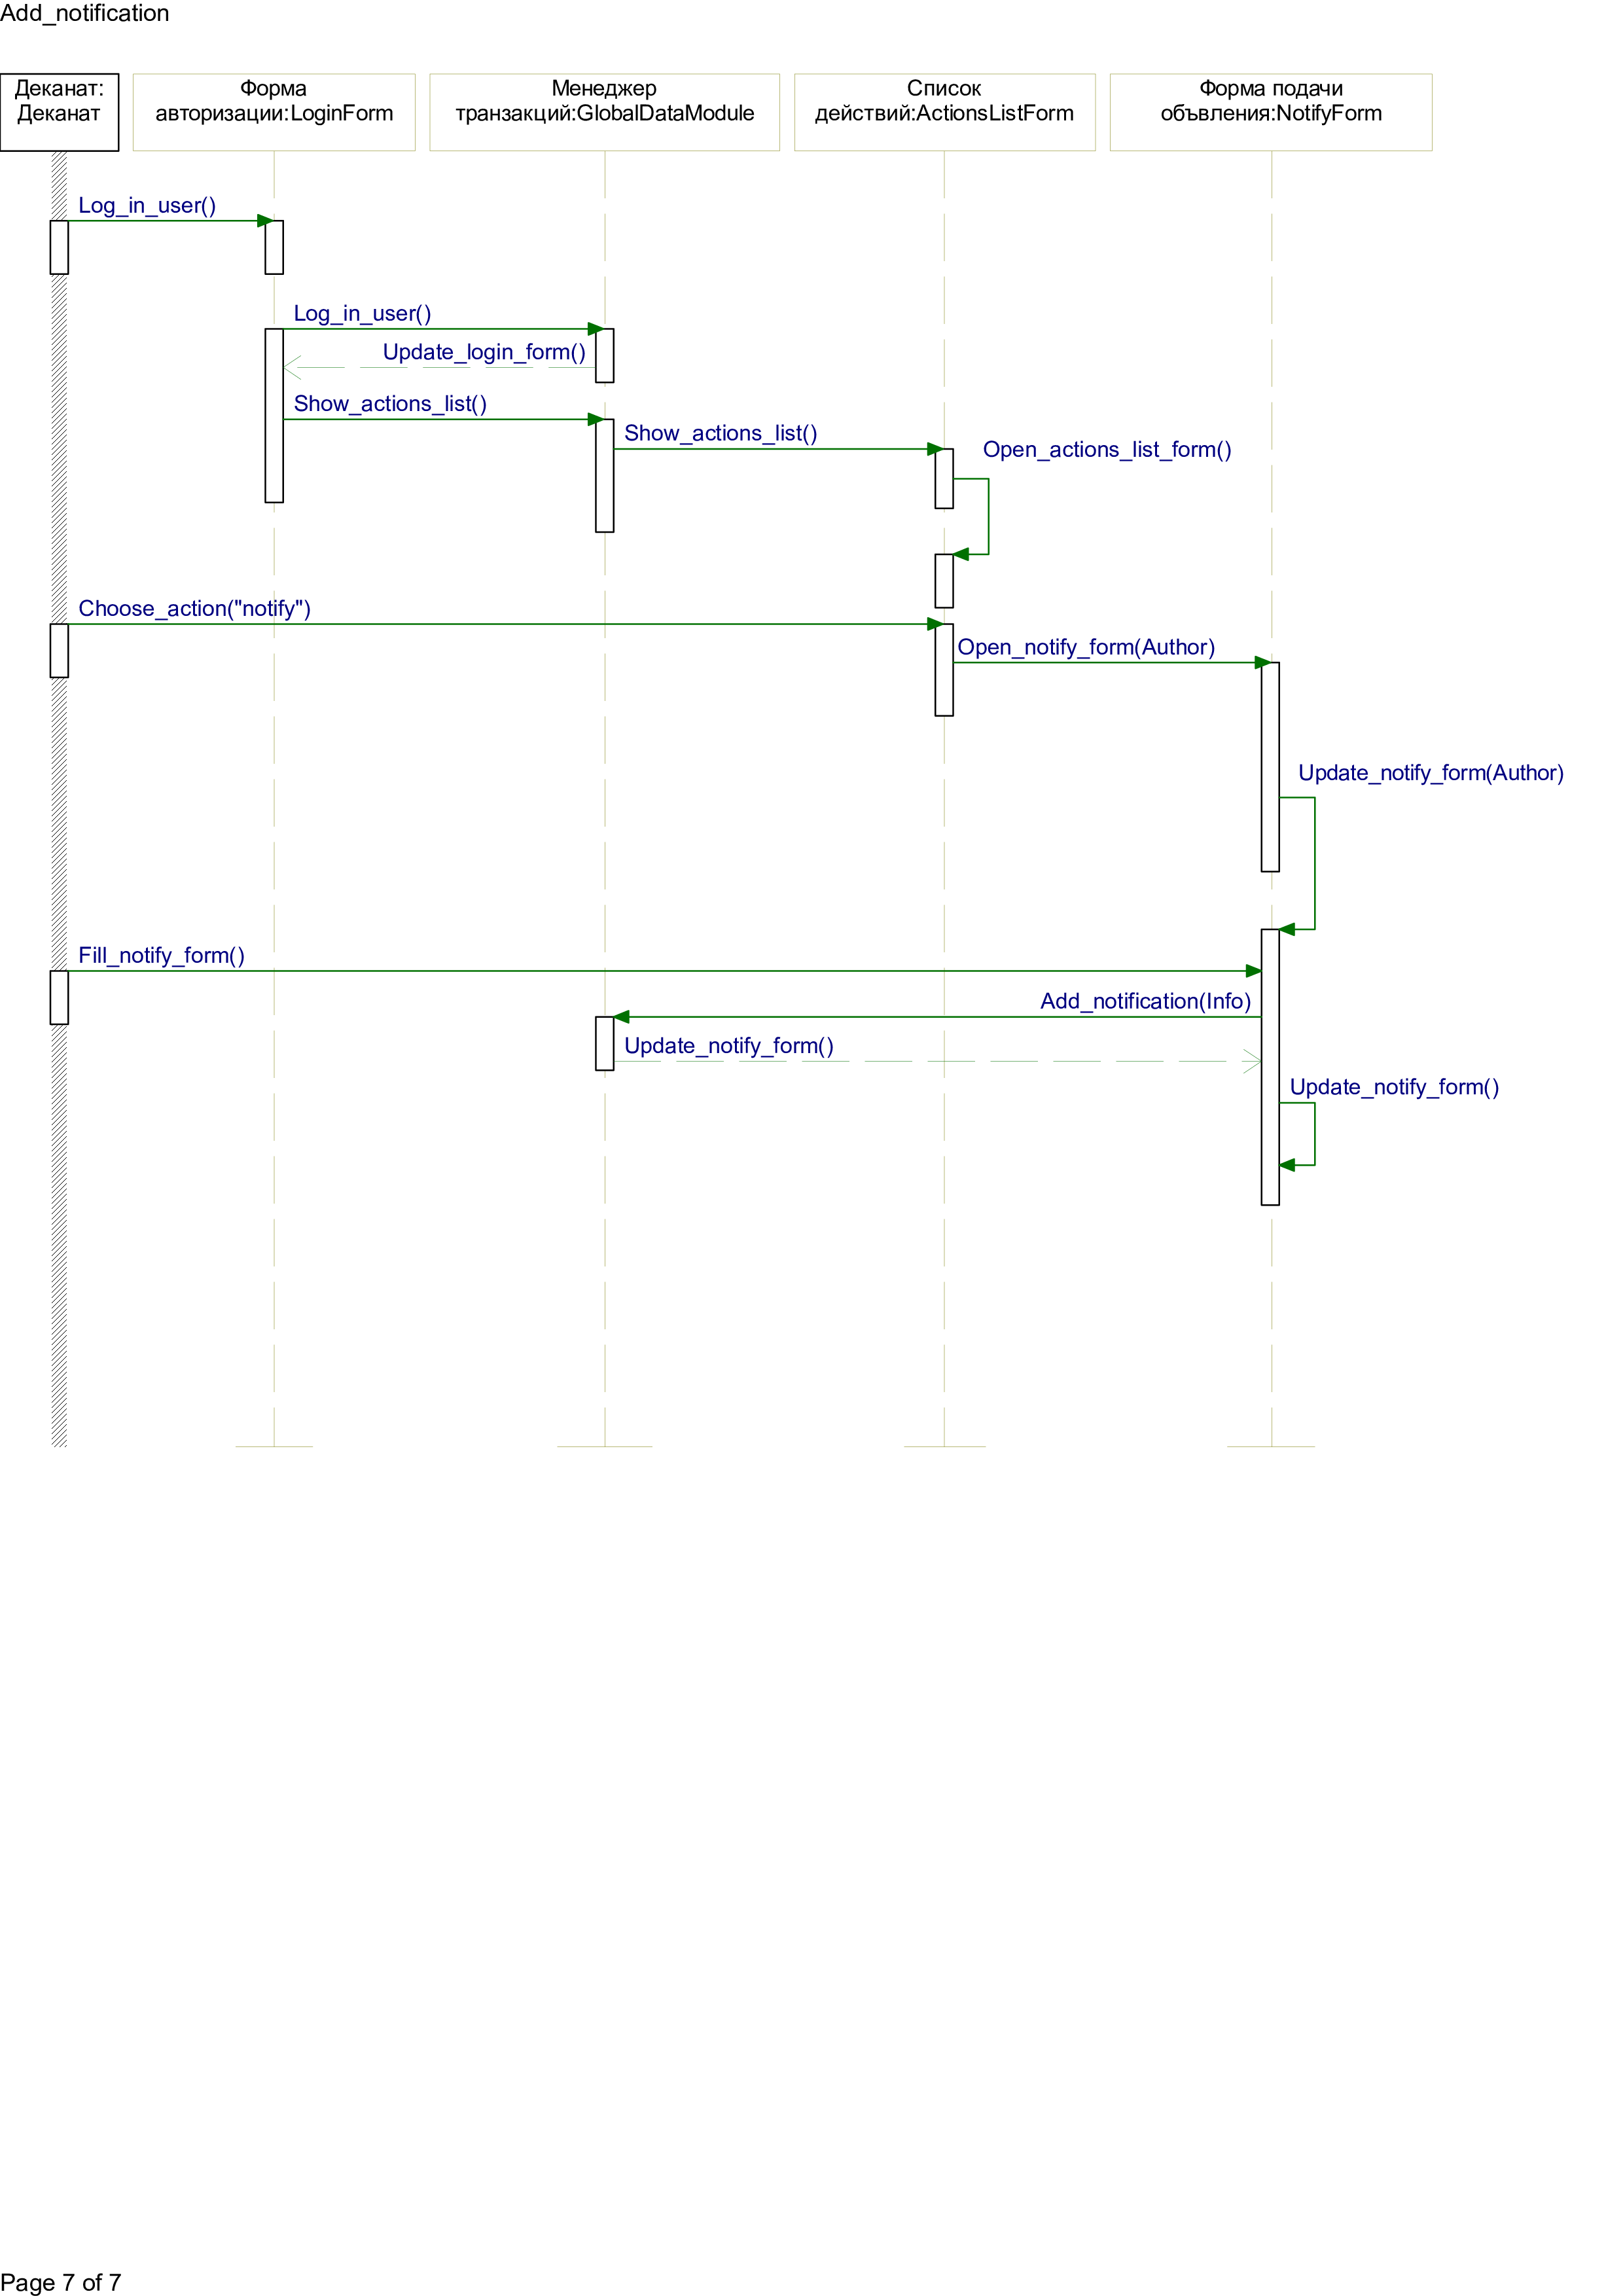 Add_notification
Деканат:
Деканат
Форма
авторизации:LoginForm
Менеджер
транзакций:GlobalDataModule
Список
действий:ActionsListForm
Форма подачи
объвления:NotifyForm
Log_in_user()
Log_in_user()
Update_login_form()
Show_actions_list()
Show_actions_list()
Open_actions_list_form()
Choose_action("notify")
Open_notify_form(Author)
Update_notify_form(Author)
Fill_notify_form()
Add_notification(Info)
Update_notify_form()
Update_notify_form()
Page 7 of 7